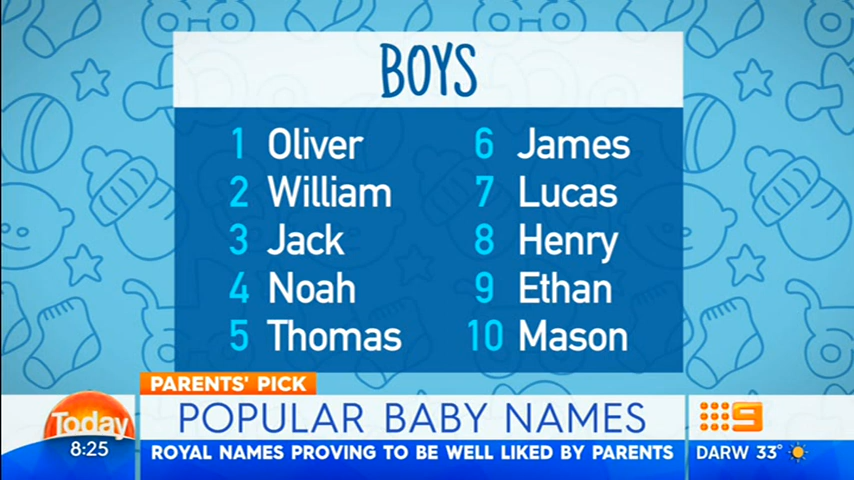 BOYS
1 Oliver
2 William
3 Jack
4 Noah
5 Thomas
6 James
7 Lucas
8 Henry
9 Ethan
10 Mason
PARENTS' PICK
POPULAR BABY NAMES
ROYAL NAMES PROVING TO BE WELL LIKED BY PARENTS
Today
8:25
9
DARW 33°